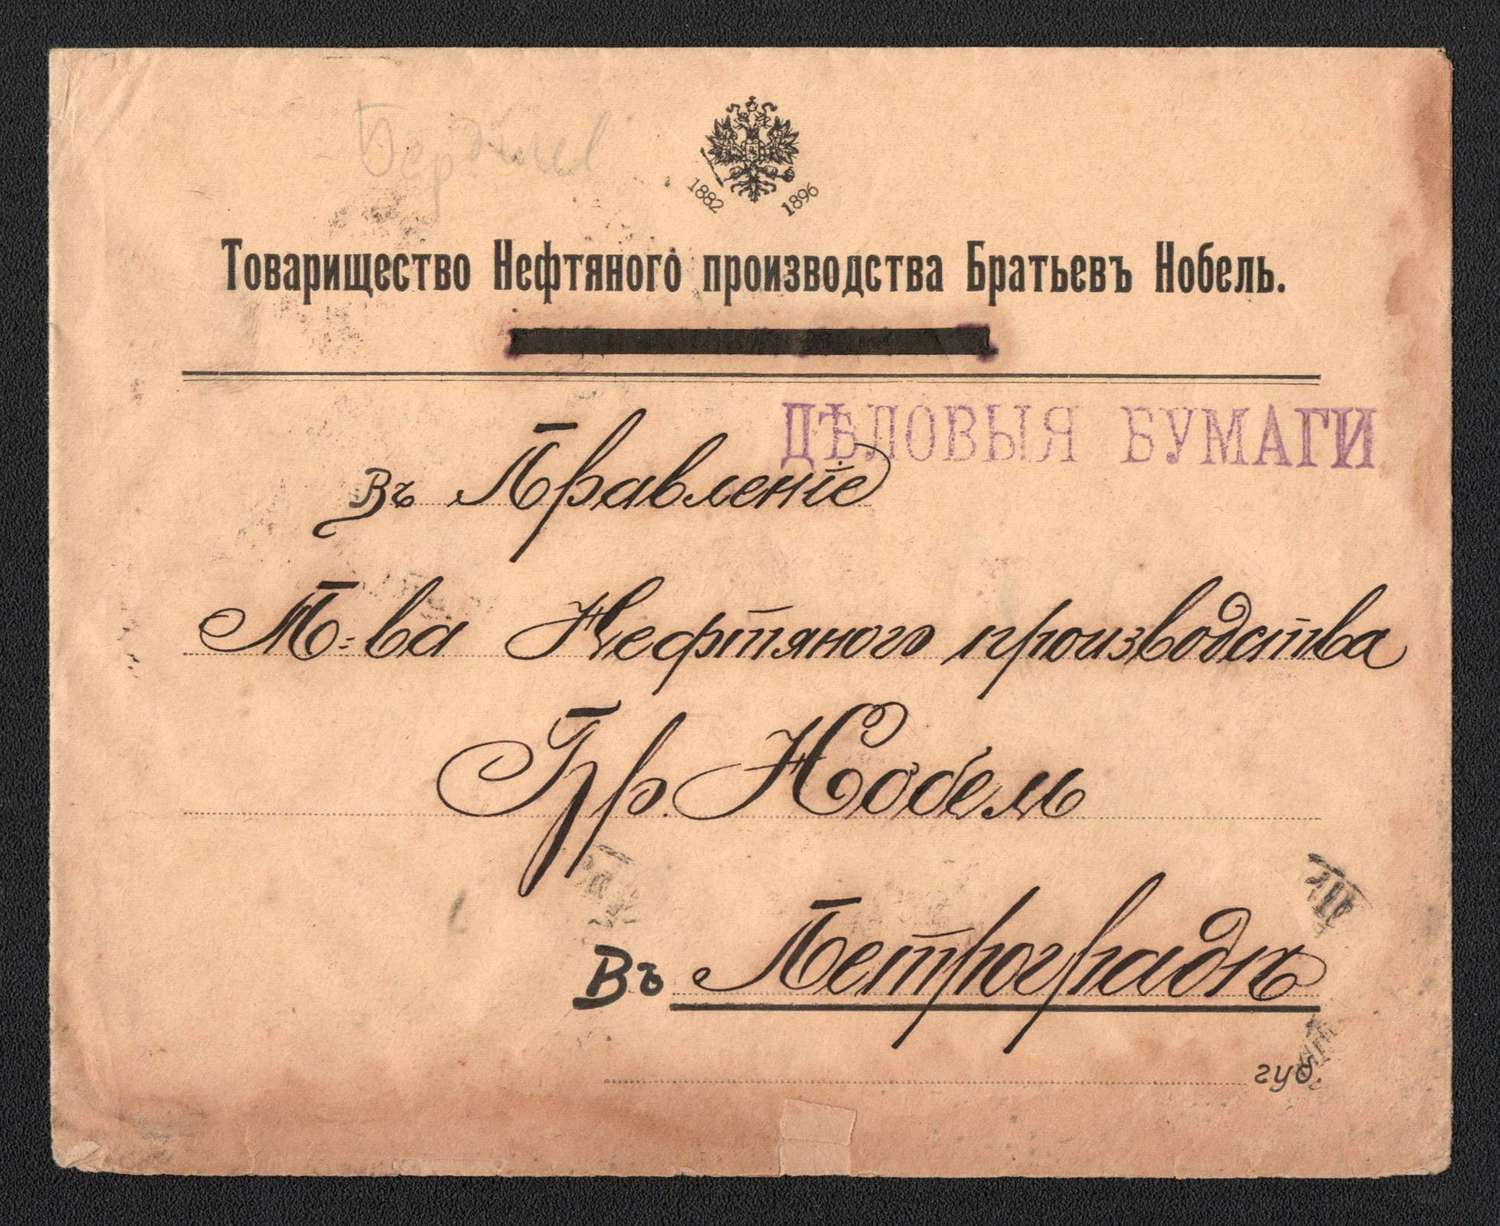 1882 1896
Товарищество Нефтяного производства Братьевъ Нобель.
ДѢЛОВЫЯ БУМАГИ
Въ Правленіе
Т=ва Нефтяного производства
Бр. Нобель
Въ Петроградѣ
губ.